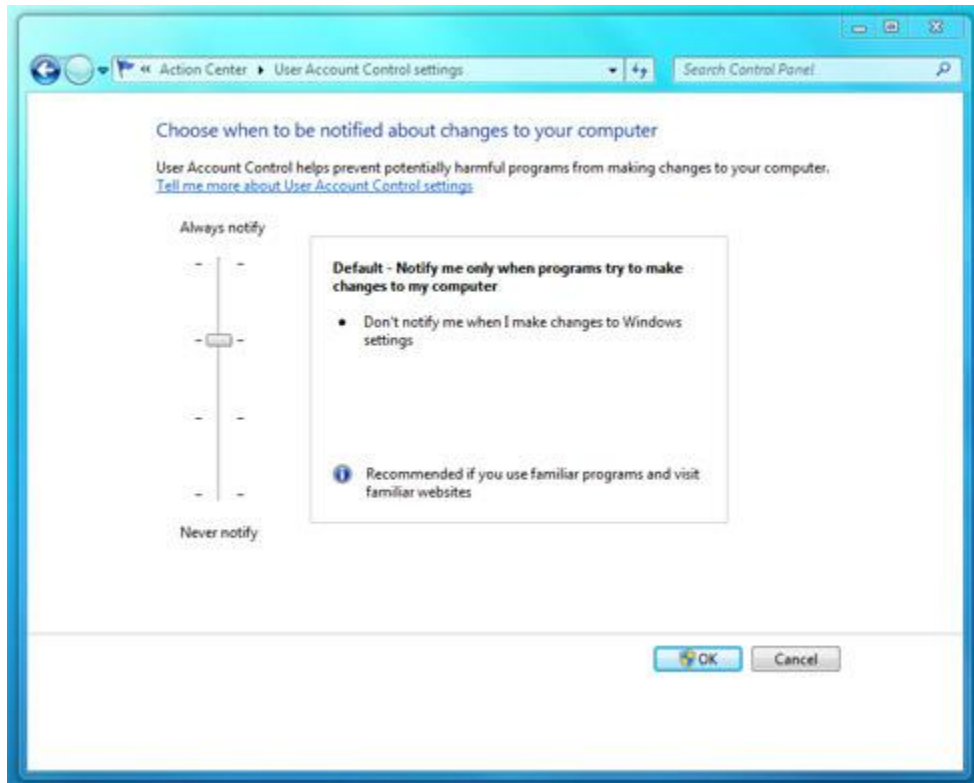 « Action Center ▸ User Account Control settings
Search Control Panel
Choose when to be notified about changes to your computer
User Account Control helps prevent potentially harmful programs from making changes to your computer.
Tell me more about User Account Control settings
Always notify
Default - Notify me only when programs try to make
changes to my computer
• Don't notify me when I make changes to Windows
settings
Recommended if you use familiar programs and visit
familiar websites
Never notify
OK
Cancel